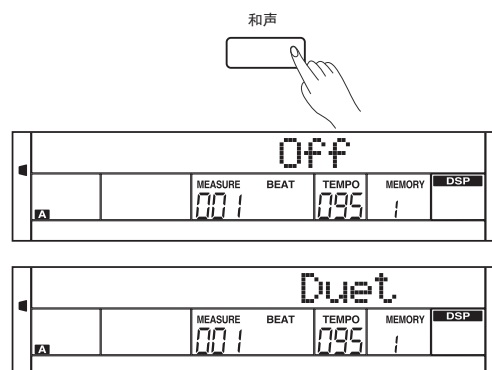 和声
Off
MEASURE BEAT TEMPO MEMORY DSP
A 001 095 1
Duet
MEASURE BEAT TEMPO MEMORY DSP
A 001 095 1